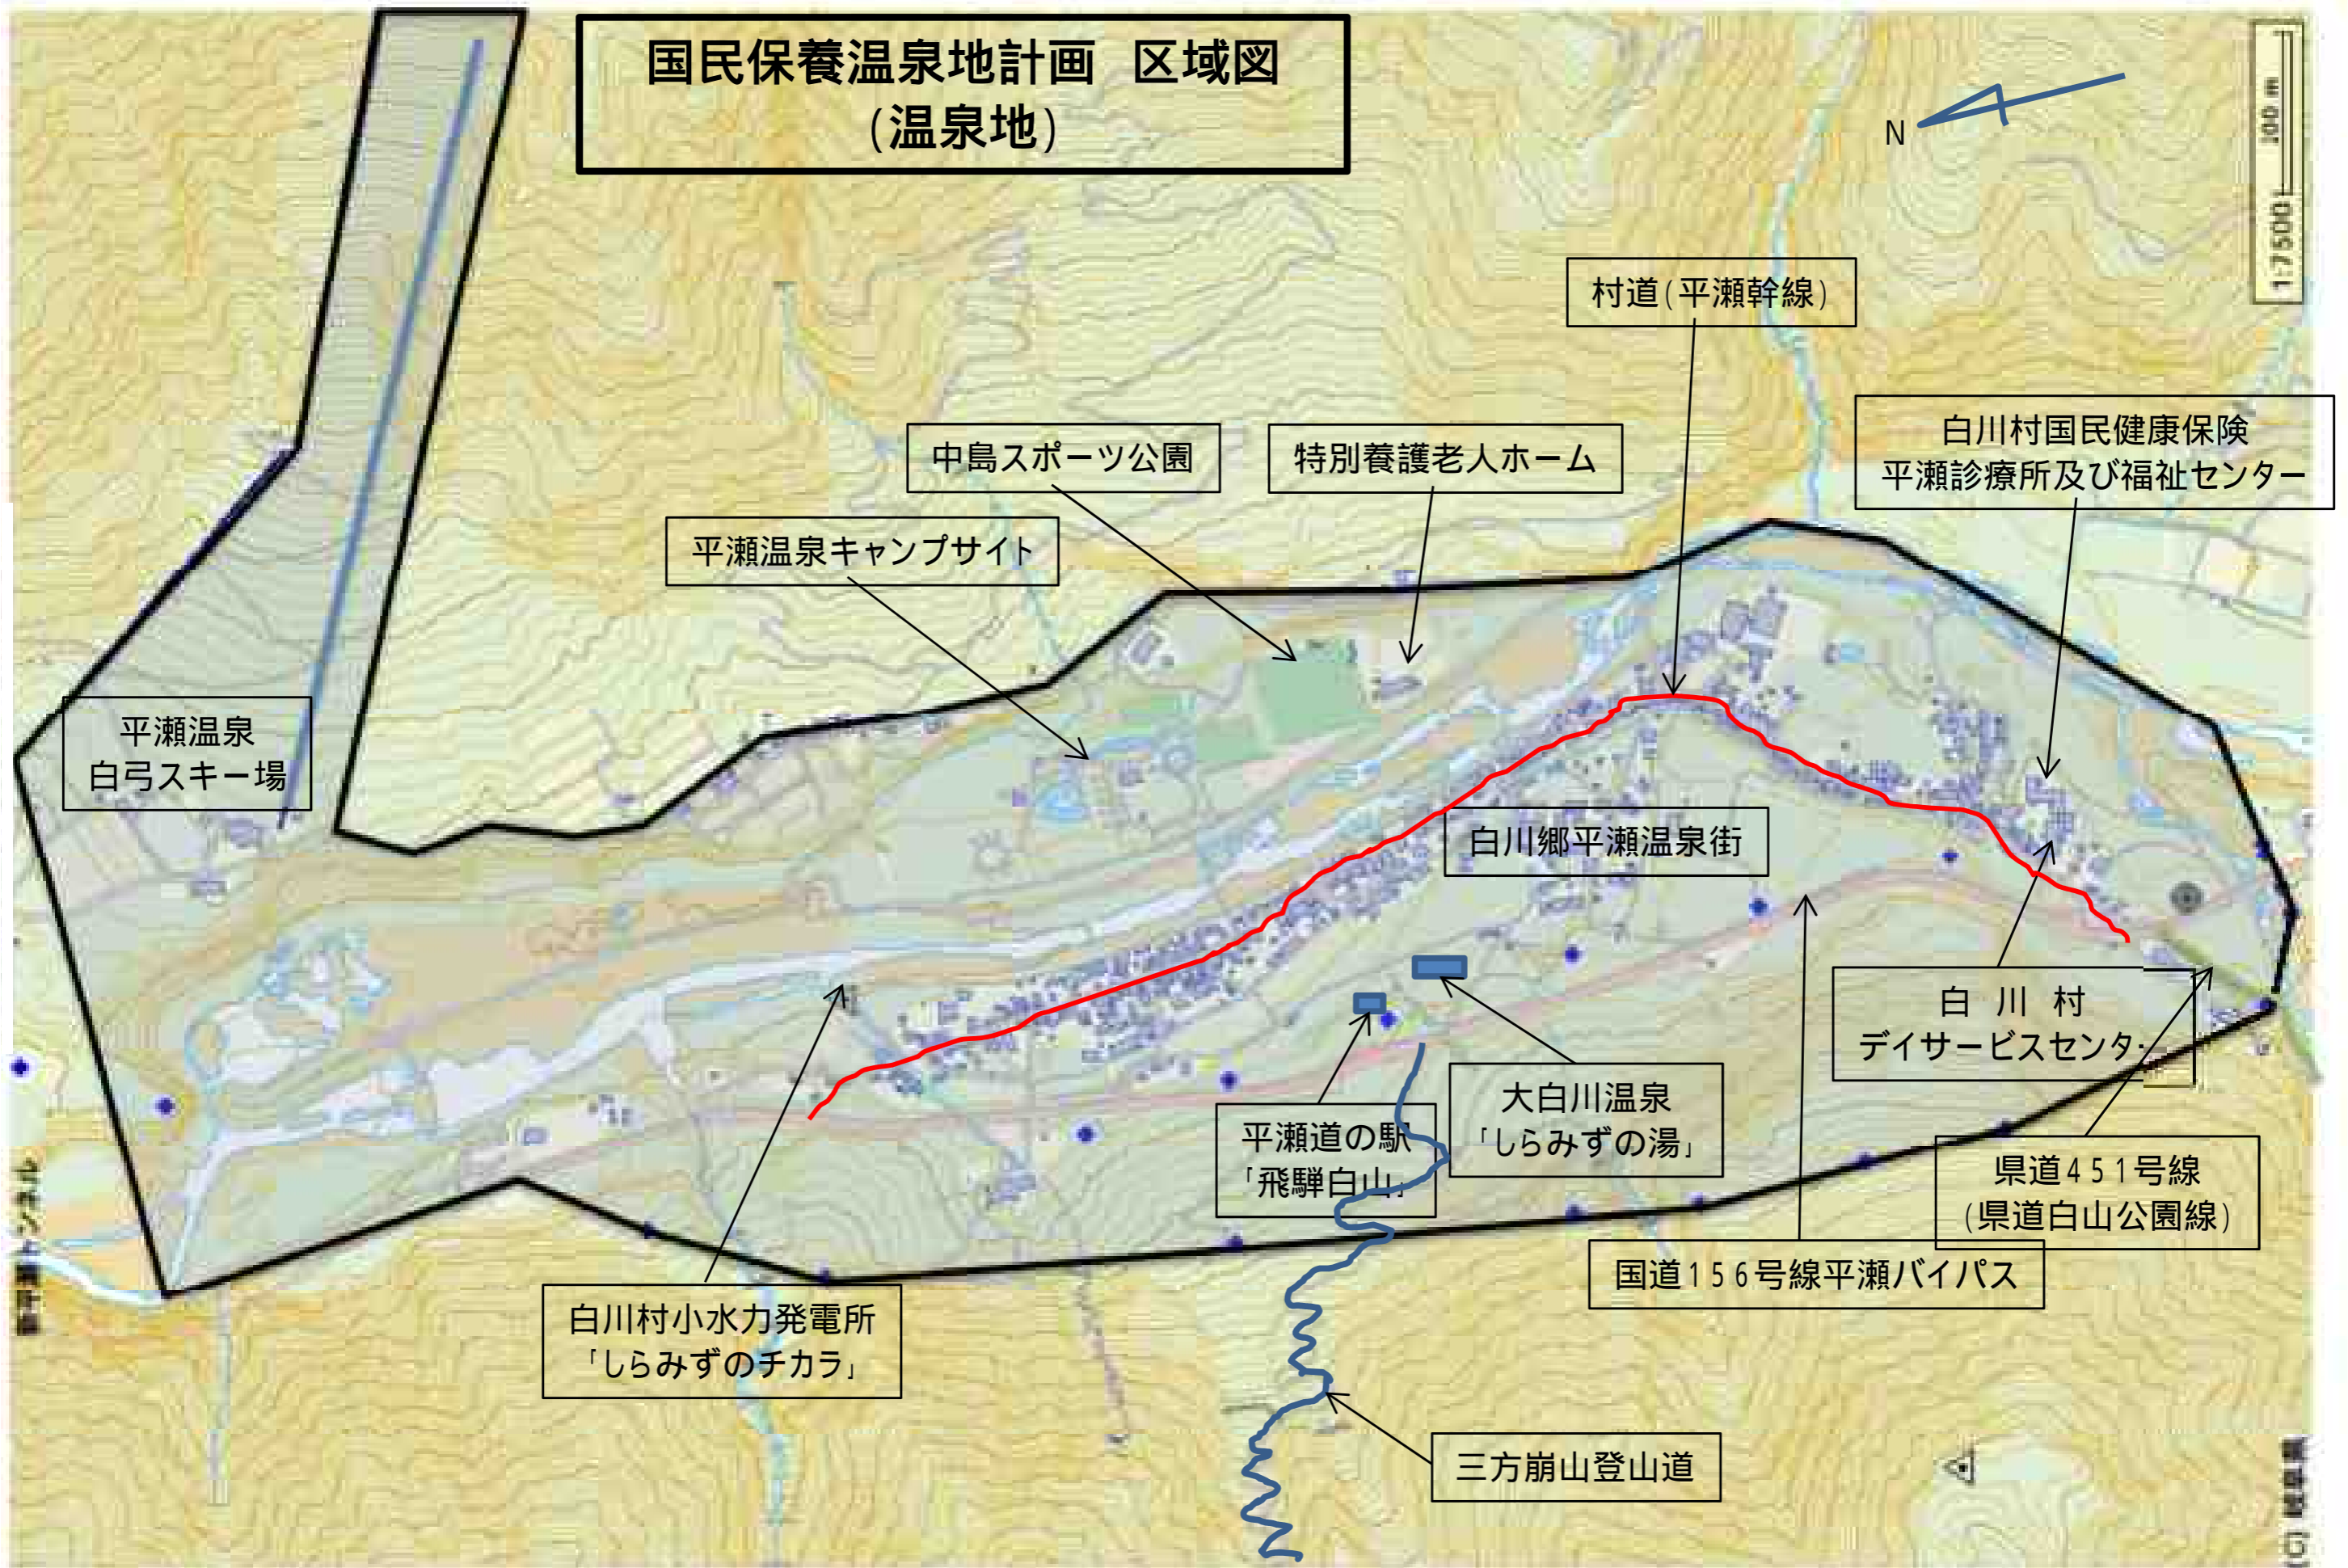 国民保養温泉地計画 区域図
(温泉地)
N
100 m
1:7500
村道(平瀬幹線)
白川村国民健康保険
平瀬診療所及び福祉センター
中島スポーツ公園
特別養護老人ホーム
平瀬温泉キャンプサイト
平瀬温泉
白弓スキー場
白川郷平瀬温泉街
白川村
デイサービスセンタ
大白川温泉
「しらみずの湯」
平瀬道の駅
「飛騨白山」
県道451号線
(県道白山公園線)
国道156号線平瀬バイパス
白川村小水力発電所
「しらみずのチカラ」
三方崩山登山道
(C) 岐阜県